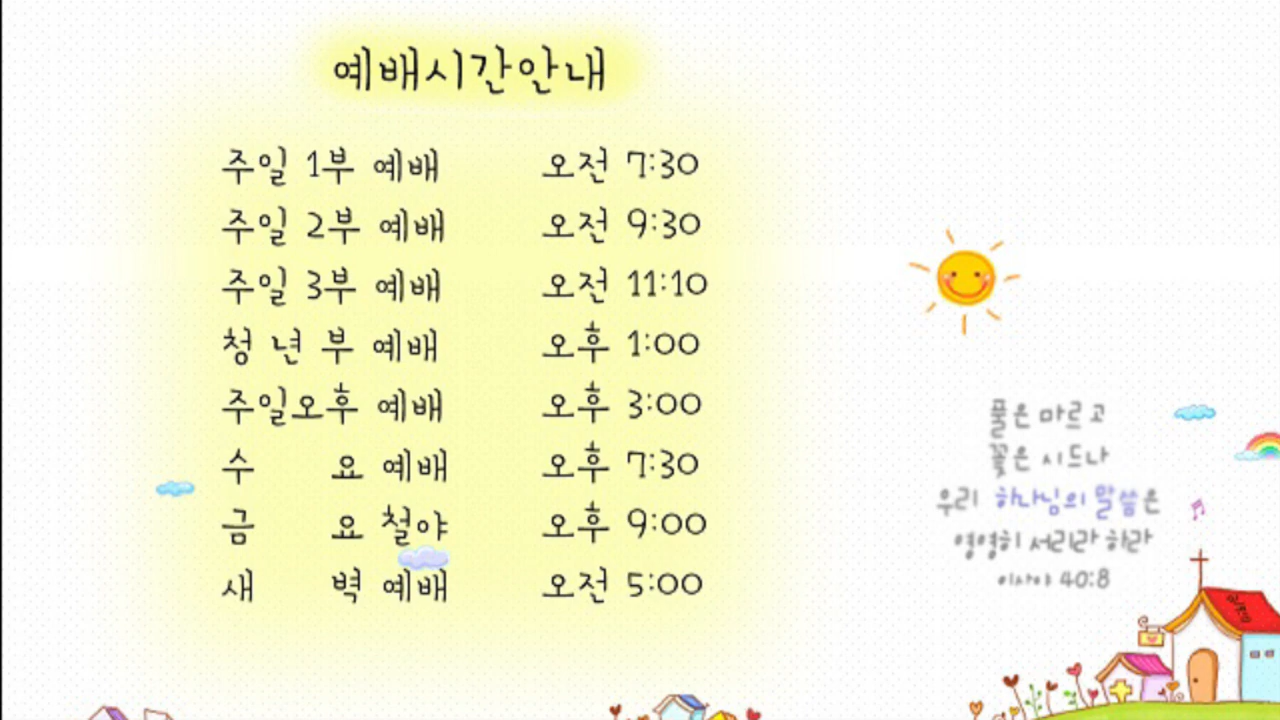 예배시간안내
주일 1부 예배 오전 7:30
주일 2부 예배 오전 9:30
주일 3부 예배 오전 11:10
청 년 부 예배 오후 1:00
주일오후 예배 오후 3:00
수 요 예배 오후 7:30
금 요 철야 오후 9:00
새 벽 예배 오전 5:00
풀은 마르고
꽃은 시드나
우리 하나님의 말씀은
영영히 서리라 하라
이사야 40:8